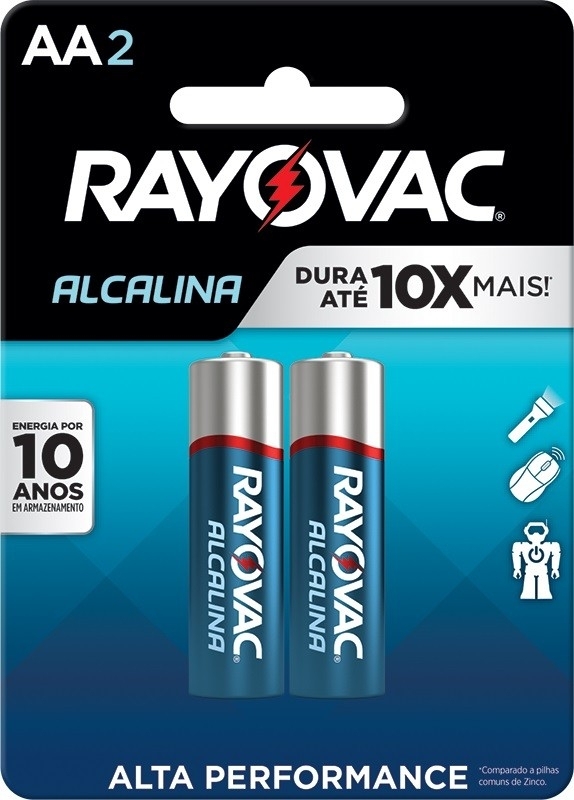 AA2
RAYOVAC®
ALCALINA
DURA
ATÉ 10X MAIS!*
ENERGIA POR
10
ANOS
EM ARMAZENAMENTO
RAYOVAC®
ALCALINA
RAYOVAC®
ALCALINA
ALTA PERFORMANCE
*Comparado a pilhas
comuns de Zinco.